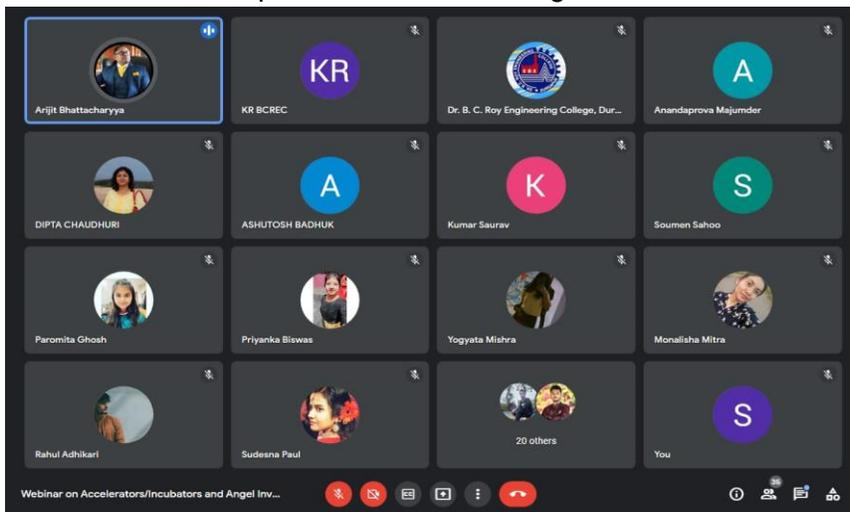 Arijit Bhattacharyya
KR
KR BCREC
Dr. B. C. Roy Engineering College, Dur...
A
Anandaprova Majumder
DIPTA CHAUDHURI
A
ASHUTOSH BADHUK
K
Kumar Saurav
S
Soumen Sahoo
Paromita Ghosh
Priyanka Biswas
Yogyata Mishra
Monalisha Mitra
Rahul Adhikari
Sudesna Paul
20 others
S
You
Webinar on Accelerators/Incubators and Angel Inv...
CC